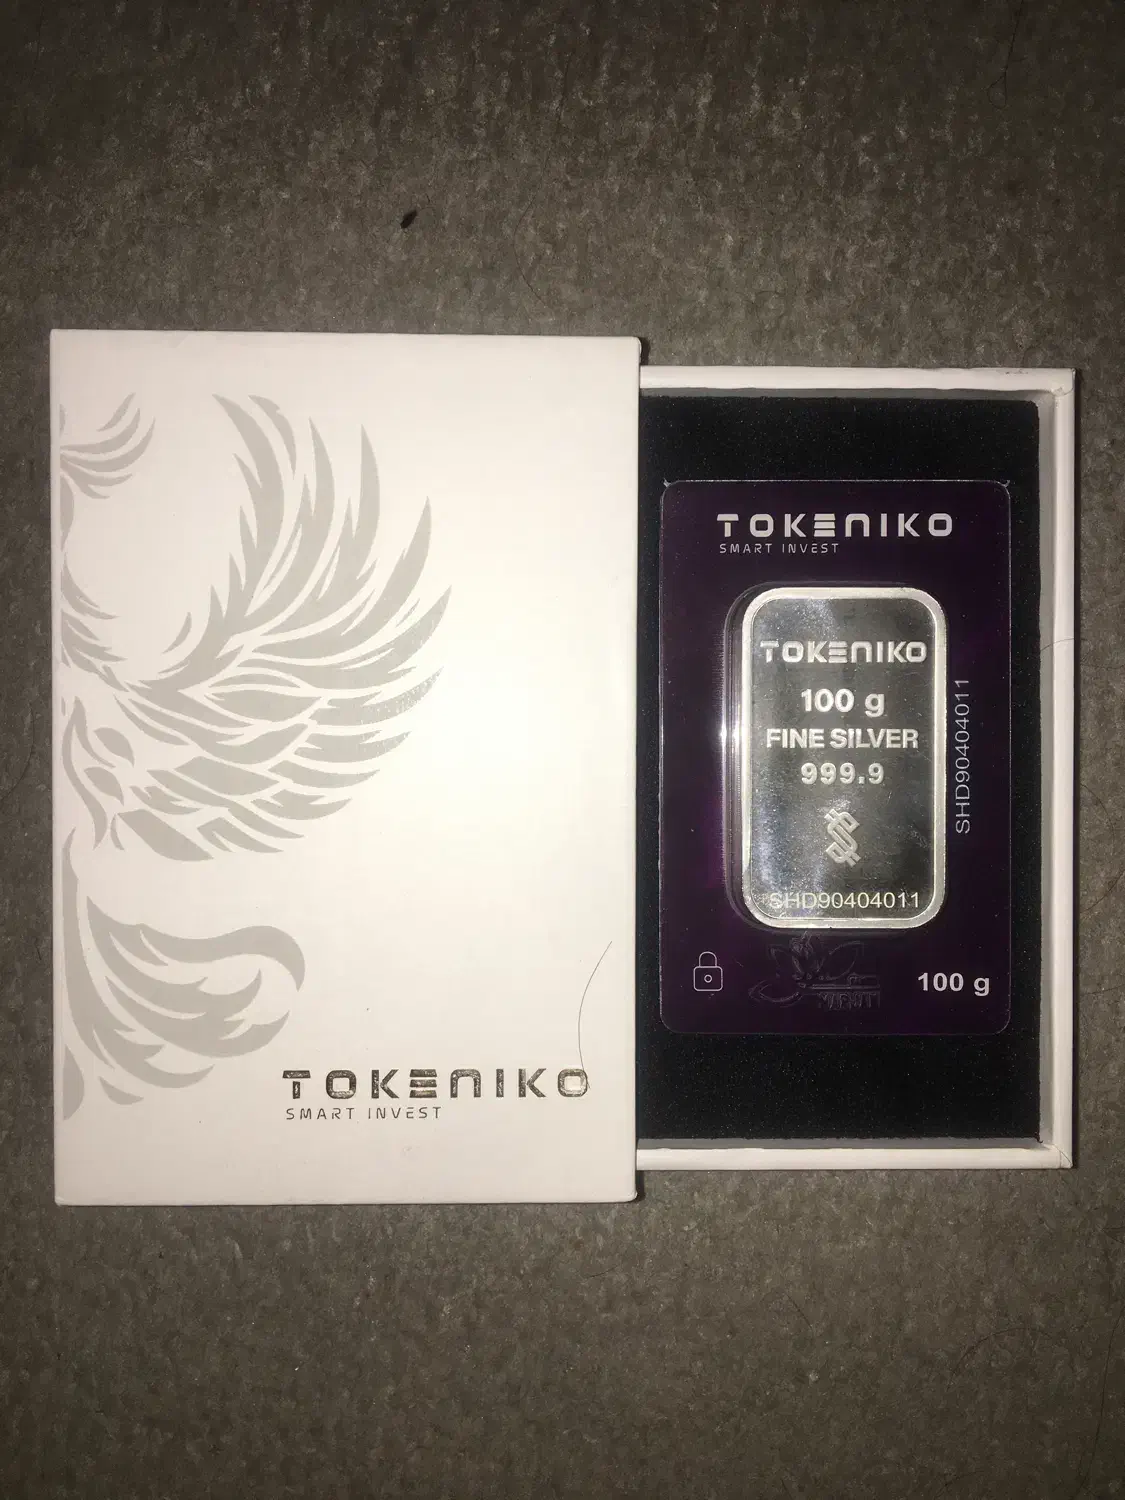 TOKENIKO
SMART INVEST
TOKENIKO
SMART INVEST
TOKENIKO
100 g
FINE SILVER
999.9
SHD90404011
SHD90404011
100 g